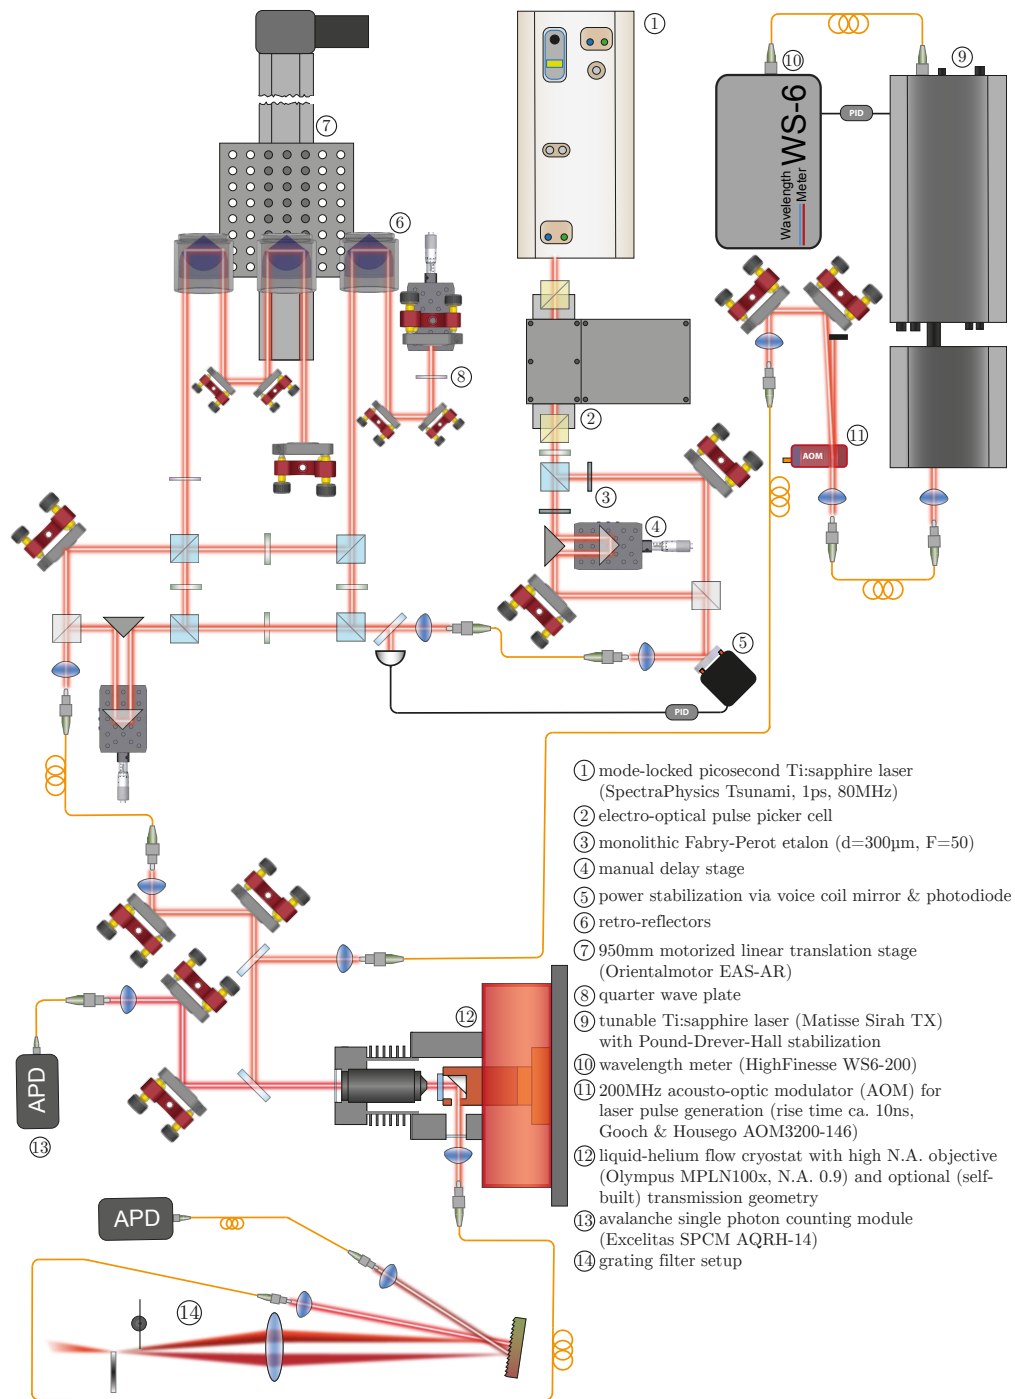 1
10
9
Wavelength
Meter WS-6
PID
7
6
8
2
3
4
11
AOM
5
PID
12
APD
13
APD
14
1 mode-locked picosecond Ti:sapphire laser
(SpectraPhysics Tsunami, 1ps, 80MHz)
2 electro-optical pulse picker cell
3 monolithic Fabry-Perot etalon (d=300µm, F=50)
4 manual delay stage
5 power stabilization via voice coil mirror & photodiode
6 retro-reflectors
7 950mm motorized linear translation stage
(Orientalmotor EAS-AR)
8 quarter wave plate
9 tunable Ti:sapphire laser (Matisse Sirah TX)
with Pound-Drever-Hall stabilization
10 wavelength meter (HighFinesse WS6-200)
11 200MHz acousto-optic modulator (AOM) for
laser pulse generation (rise time ca. 10ns,
Gooch & Housego AOM3200-146)
12 liquid-helium flow cryostat with high N.A. objective
(Olympus MPLN100x, N.A. 0.9) and optional (self-
built) transmission geometry
13 avalanche single photon counting module
(Excelitas SPCM AQRH-14)
14 grating filter setup